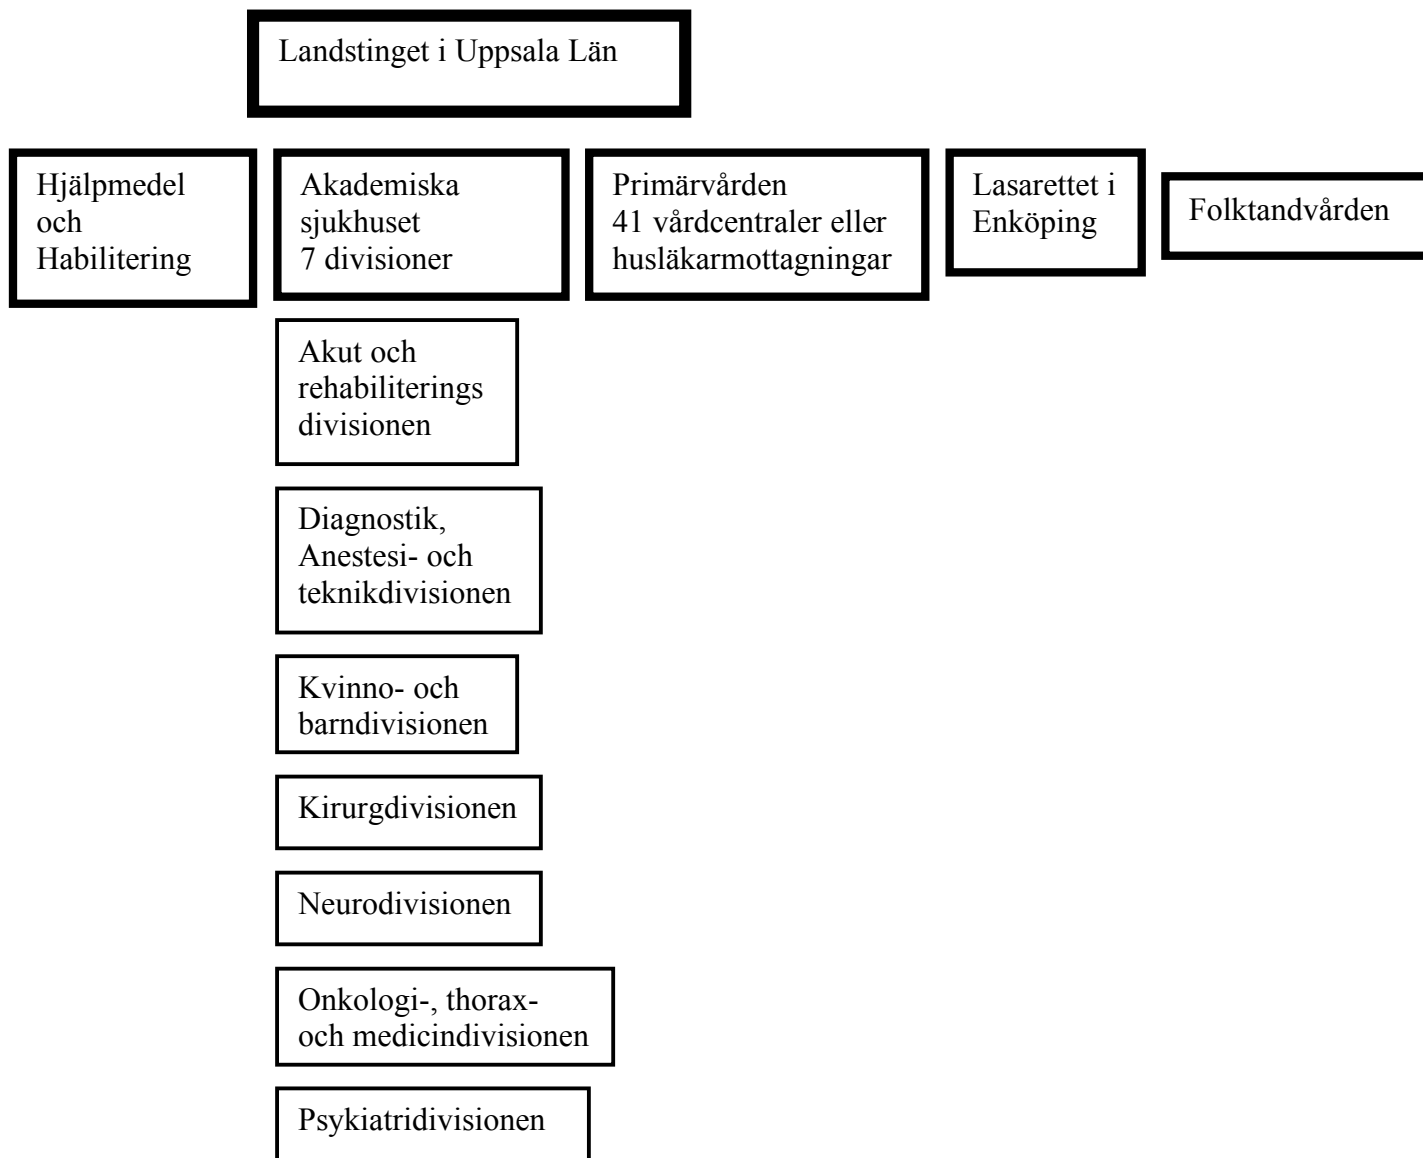 Landstinget i Uppsala Län
Hjälpmedel
och
Habilitering
Akademiska
sjukhuset
7 divisioner
Primärvården
41 vårdcentraler eller
husläkarmottagningar
Lasarettet i
Enköping
Folktandvården
Akut och
rehabiliterings
divisionen
Diagnostik,
Anestesi- och
teknikdivisionen
Kvinno- och
barndivisionen
Kirurgdivisionen
Neurodivisionen
Onkologi-, thorax-
och medicindivisionen
Psykiatridivisionen